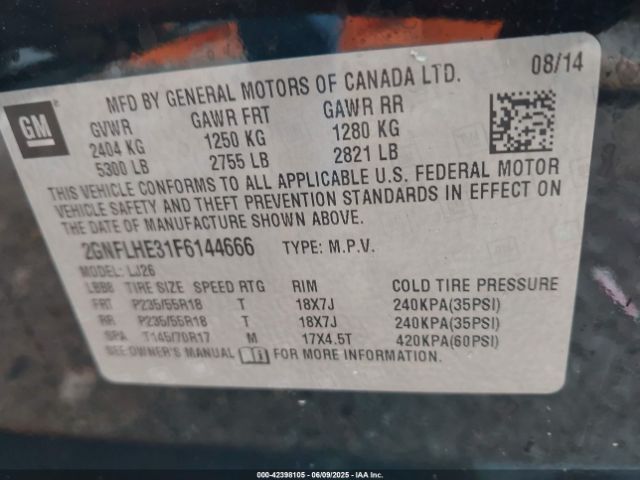 GM
MFD BY GENERAL MOTORS OF CANADA LTD. 08/14
GVWR GAWR FRT GAWR RR
2404 KG 1250 KG 1280 KG
5300 LB 2755 LB 2821 LB
THIS VEHICLE CONFORMS TO ALL APPLICABLE U.S. FEDERAL MOTOR
VEHICLE SAFETY AND THEFT PREVENTION STANDARDS IN EFFECT ON
THE DATE OF MANUFACTURE SHOWN ABOVE.
2GNFLHE31F6144666 TYPE: M.P.V.
MODEL: LJ26
LBB8 TIRE SIZE SPEED RTG RIM COLD TIRE PRESSURE
FRT P235/55R18 T 18X7J 240KPA(35PSI)
RR P235/55R18 T 18X7J 240KPA(35PSI)
SPA T145/70R17 M 17X4.5T 420KPA(60PSI)
SEE OWNER'S MANUAL FOR MORE INFORMATION.
000-42398105 - 06/09/2025 - IAAI.com